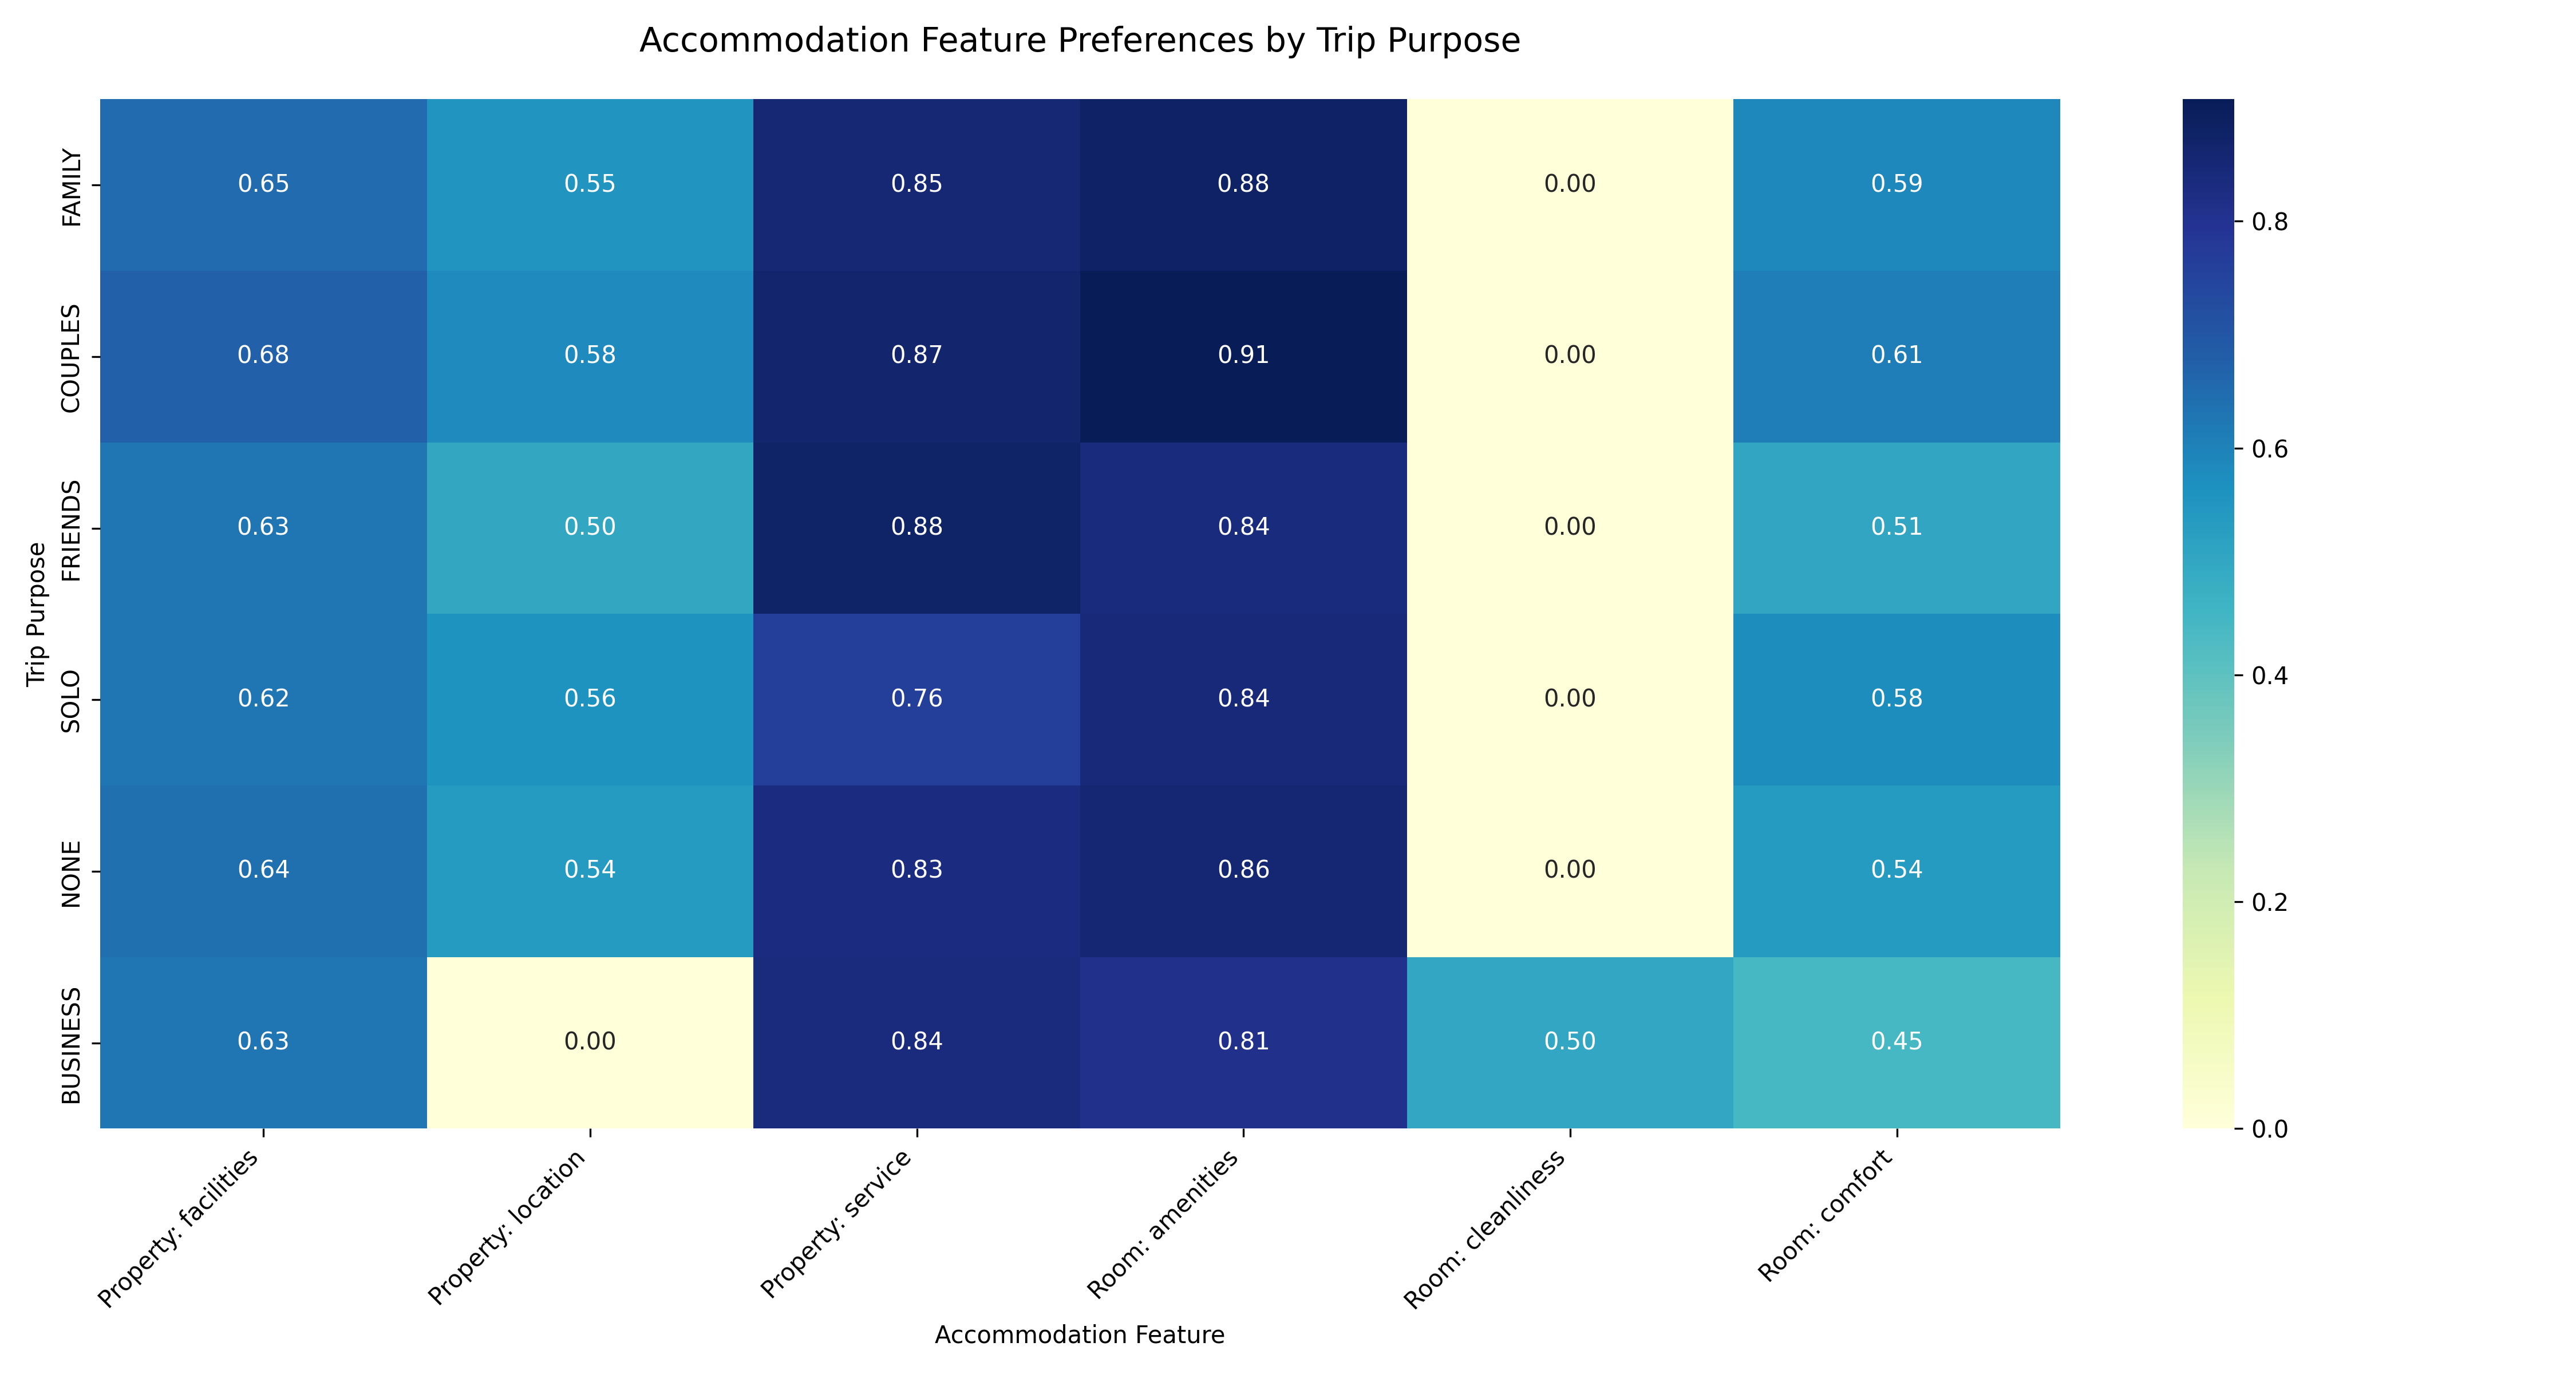 Accommodation Feature Preferences by Trip Purpose
Trip Purpose
FAMILY 0.65 0.55 0.85 0.88 0.00 0.59
COUPLES 0.68 0.58 0.87 0.91 0.00 0.61
FRIENDS 0.63 0.50 0.88 0.84 0.00 0.51
SOLO 0.62 0.56 0.76 0.84 0.00 0.58
NONE 0.64 0.54 0.83 0.86 0.00 0.54
BUSINESS 0.63 0.00 0.84 0.81 0.50 0.45
Property: facilities
Property: location
Property: service
Room: amenities
Room: cleanliness
Room: comfort
Accommodation Feature
0.8
0.6
0.4
0.2
0.0